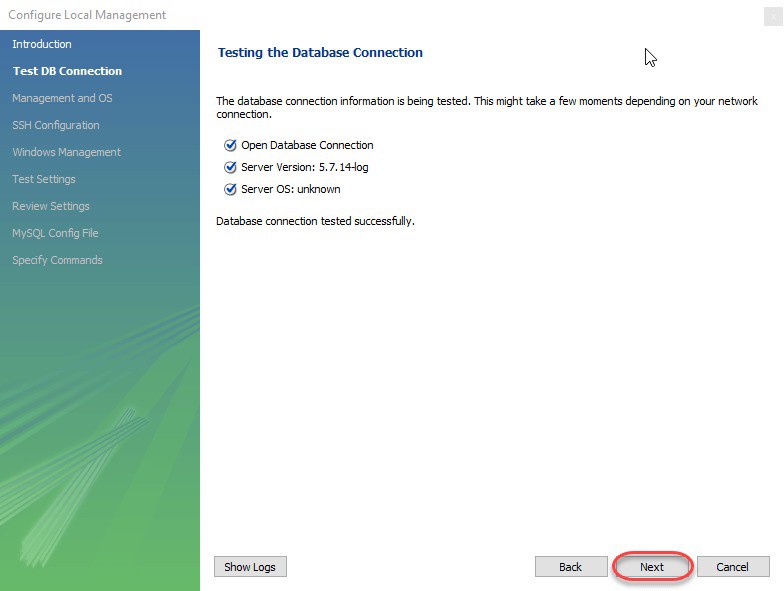 Configure Local Management
Introduction
Test DB Connection
Management and OS
SSH Configuration
Windows Management
Test Settings
Review Settings
MySQL Config File
Specify Commands
Testing the Database Connection
The database connection information is being tested. This might take a few moments depending on your network
connection.
Open Database Connection
Server Version: 5.7.14-log
Server OS: unknown
Database connection tested successfully.
Show Logs
Back
Next
Cancel